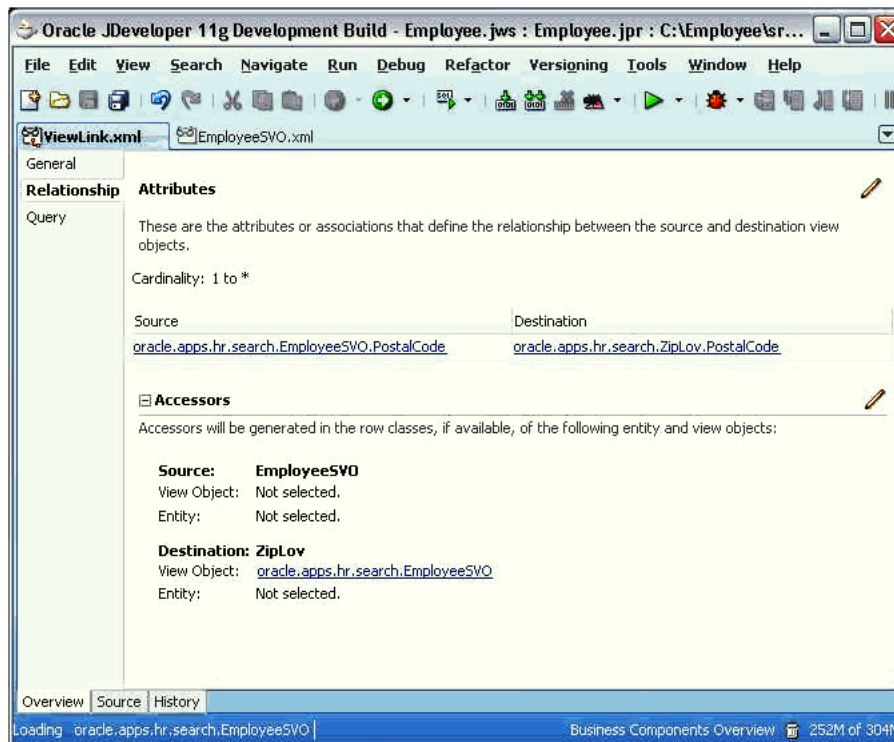 Oracle JDeveloper 11g Development Build - Employee.jws : Employee.jpr : C:\Employee\sr...
File Edit View Search Navigate Run Debug Refactor Versioning Tools Window Help
ViewLink.xml EmployeeSVO.xml
General
Relationship
Query
Attributes
These are the attributes or associations that define the relationship between the source and destination view
objects.
Cardinality: 1 to *
Source Destination
oracle.apps.hr.search.EmployeeSVO.PostalCode oracle.apps.hr.search.ZipLov.PostalCode
Accessors
Accessors will be generated in the row classes, if available, of the following entity and view objects:
Source: EmployeeSVO
View Object: Not selected.
Entity: Not selected.
Destination: ZipLov
View Object: oracle.apps.hr.search.EmployeeSVO
Entity: Not selected.
Overview Source History
Loading oracle.apps.hr.search.EmployeeSVO Business Components Overview 252M of 304M